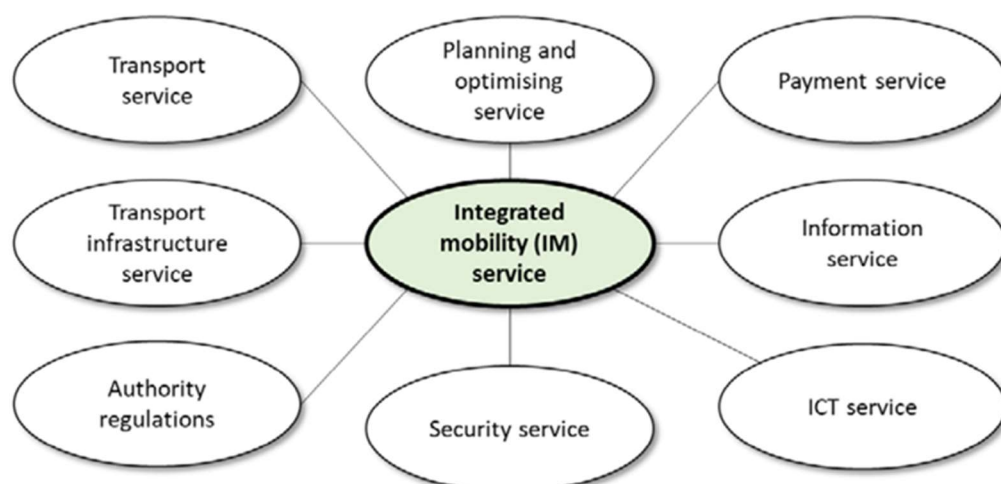 Transport
service
Planning and
optimising
service
Payment service
Transport
infrastructure
service
Integrated
mobility (IM)
service
Information
service
Authority
regulations
Security service
ICT service